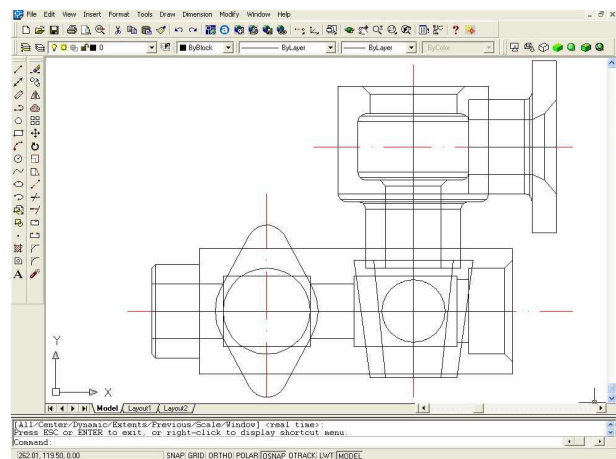 File Edit View Insert Format Tools Draw Dimension Modify Window Help
0 ByBlock ByLayer ByLayer ByColor
A
Y
X
Model Layout1 Layout2
[All/Center/Dynamic/Extents/Previous/Scale/Window] <real time>:
Press ESC or ENTER to exit, or right-click to display shortcut menu.
Command:
262.01, 119.50, 0.00 SNAP GRID ORTHO POLAR OSNAP OTRACK LWT MODEL